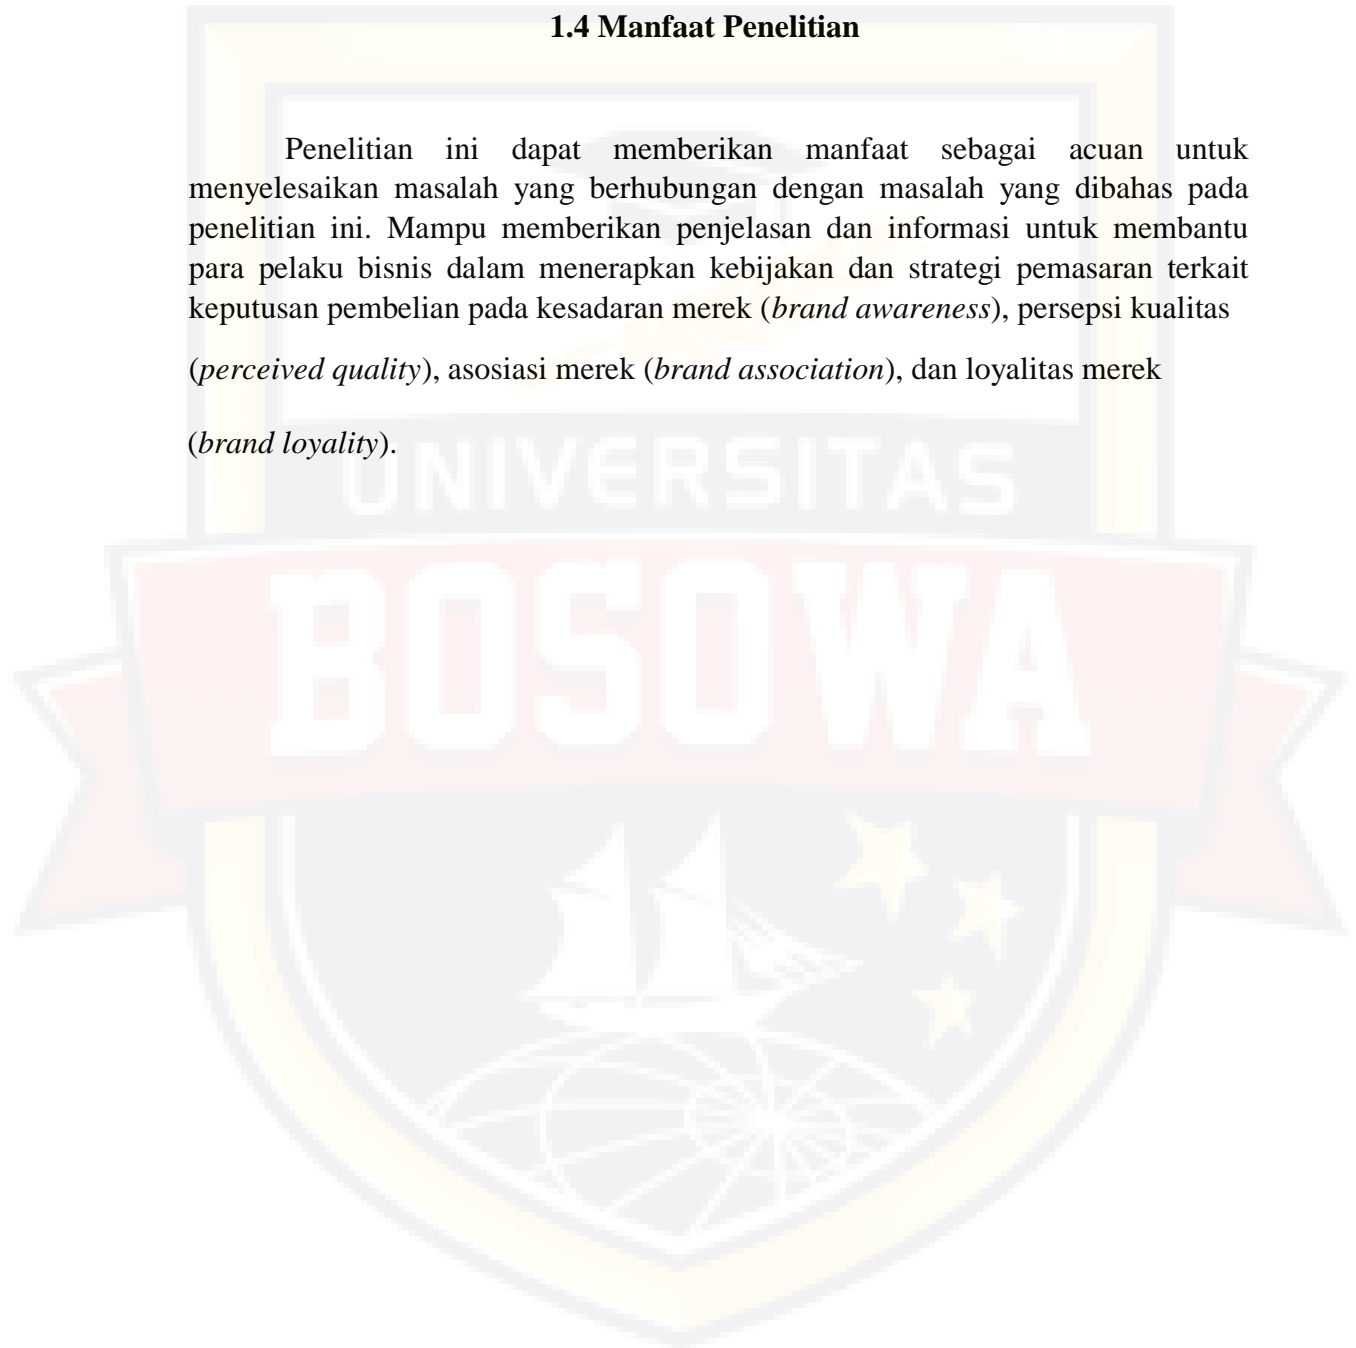 1.4 Manfaat Penelitian
Penelitian ini dapat memberikan manfaat sebagai acuan untuk
menyelesaikan masalah yang berhubungan dengan masalah yang dibahas pada
penelitian ini. Mampu memberikan penjelasan dan informasi untuk membantu
para pelaku bisnis dalam menerapkan kebijakan dan strategi pemasaran terkait
keputusan pembelian pada kesadaran merek (brand awareness), persepsi kualitas
(perceived quality), asosiasi merek (brand association), dan loyalitas merek
(brand loyality).
UNIVERSITAS
BOSOWA